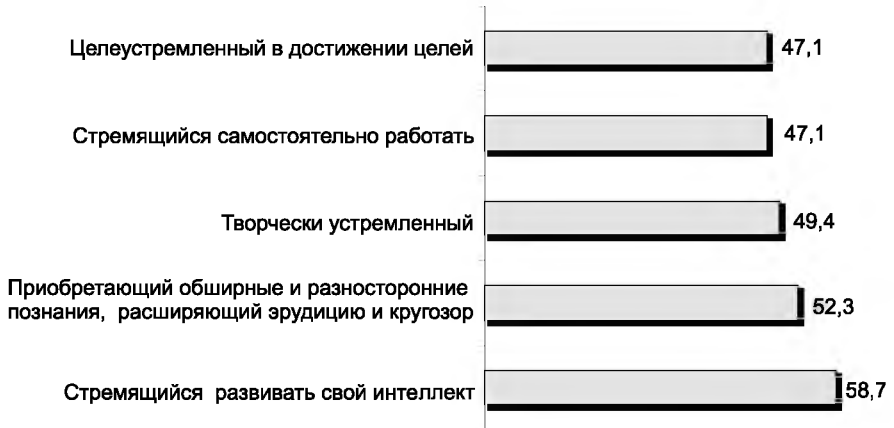 Целеустремленный в достижении целей 47,1
Стремящийся самостоятельно работать 47,1
Творчески устремленный 49,4
Приобретающий обширные и разносторонние
познания, расширяющий эрудицию и кругозор 52,3
Стремящийся развивать свой интеллект 58,7